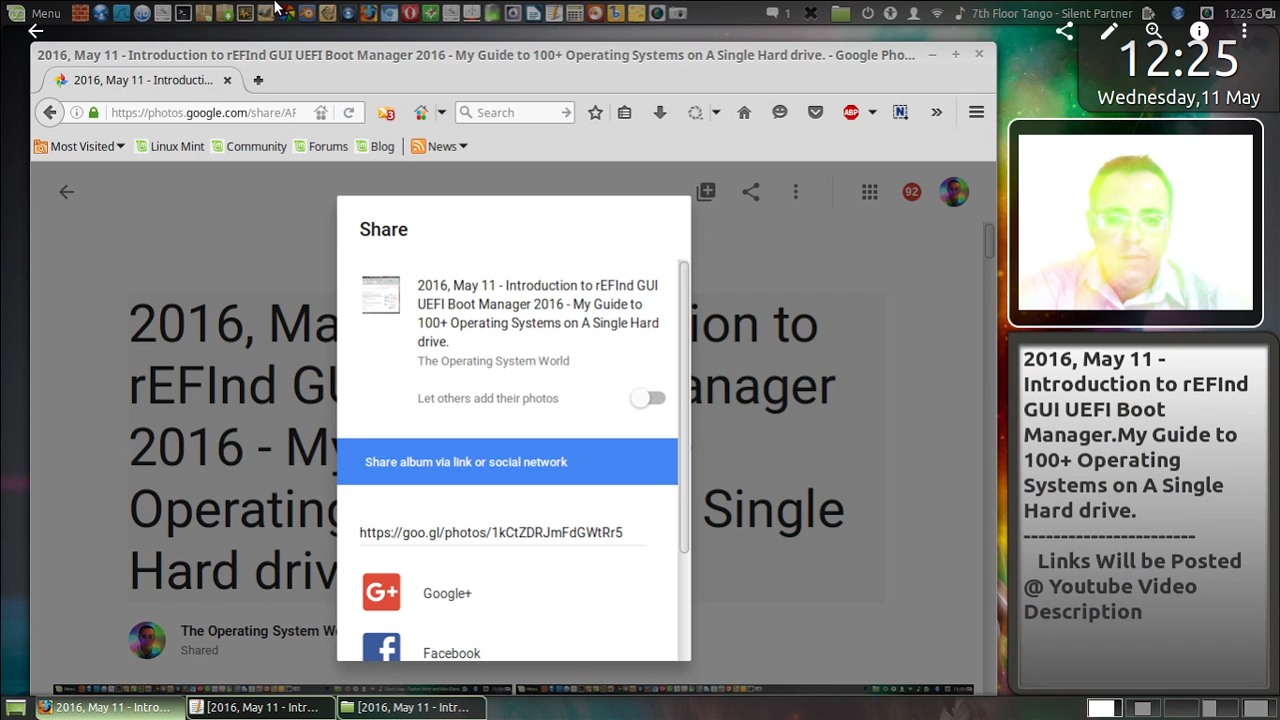 Menu
1
7th Floor Tango - Silent Partner
12:25
2016, May 11 - Introduction to rEFInd GUI UEFI Boot Manager 2016 - My Guide to 100+ Operating Systems on A Single Hard drive. - Google Pho...
2016, May 11 - Introducti...
https://photos.google.com/share/AF
3
Search
ABP
N
Most Visited
Linux Mint
Community
Forums
Blog
News
12:25
Wednesday,11 May
92
Share
2016, May 11 - Introduction to rEFInd GUI
UEFI Boot Manager 2016 - My Guide to
100+ Operating Systems on A Single Hard
drive.
The Operating System World
Let others add their photos
Share album via link or social network
https://goo.gl/photos/1kCtZDRJmFdGWtRr5
G+
Google+
f
Facebook
2016, Ma
ion to
rEFInd GU
anager
2016 - My
Operating
Single
Hard driv
The Operating System W
Shared
2016, May 11 -
Introduction to rEFInd
GUI UEFI Boot
Manager.My Guide to
100+ Operating
Systems on A Single
Hard drive.
------------------------
Links Will be Posted
@ Youtube Video
Description
2016, May 11 - Intro...
[2016, May 11 - Intr...
[2016, May 11 - Intr...